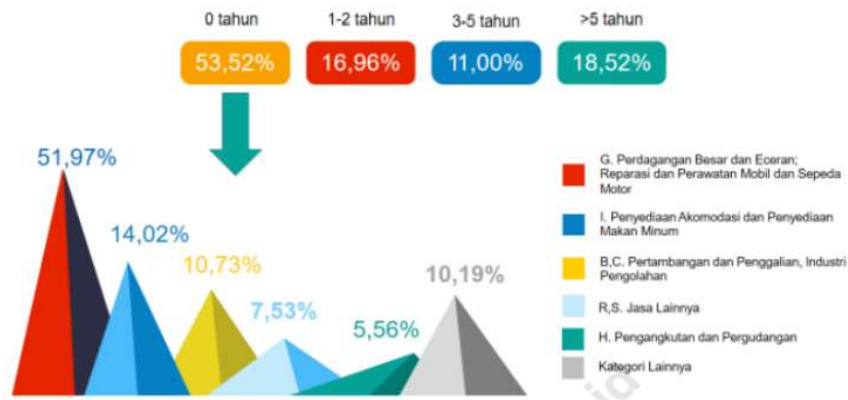 0 tahun
1-2 tahun
3-5 tahun
>5 tahun
53,52%
16,96%
11,00%
18,52%
51,97%
14,02%
10,73%
7,53%
5,56%
10,19%
G. Perdagangan Besar dan Eceran;
Reparasi dan Perawatan Mobil dan Sepeda
Motor
I. Penyediaan Akomodasi dan Penyediaan
Makan Minum
B,C. Pertambangan dan Penggalian, Industri
Pengolahan
R,S. Jasa Lainnya
H. Pengangkutan dan Pergudangan
Kategori Lainnya